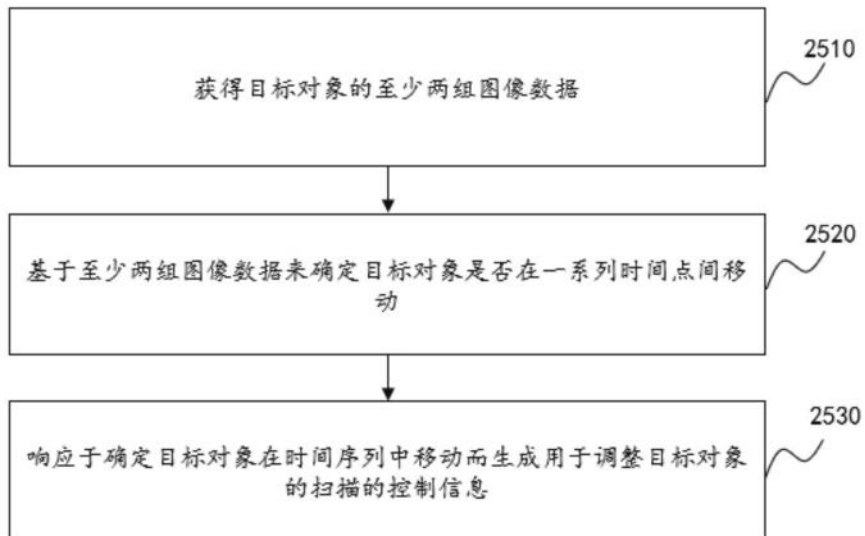 2510
获得目标对象的至少两组图像数据
2520
基于至少两组图像数据来确定目标对象是否在一系列时间点间移
动
2530
响应于确定目标对象在时间序列中移动而生成用于调整目标对象
的扫描的控制信息